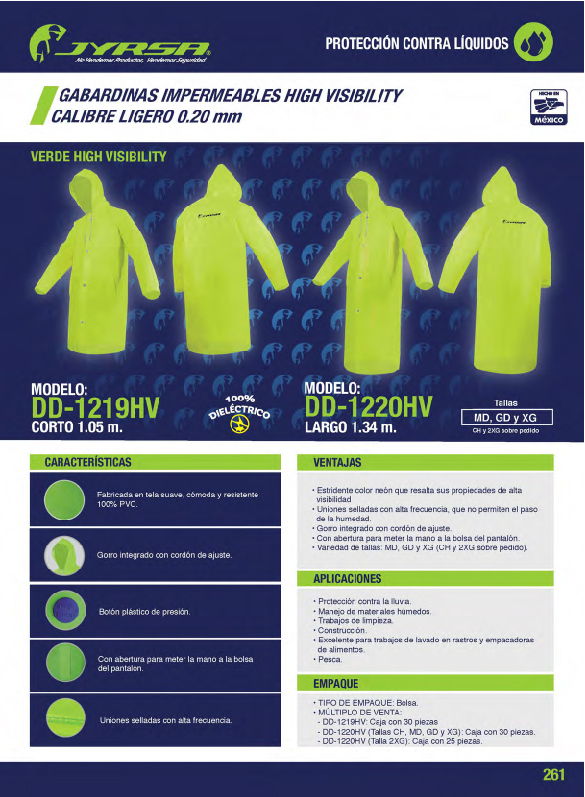 JYRSA®
No Vendemos Productos, Vendemos Seguridad
PROTECCIÓN CONTRA LÍQUIDOS
GABARDINAS IMPERMEABLES HIGH VISIBILITY
CALIBRE LIGERO 0.20 mm
HECHO EN
MÉXICO
VERDE HIGH VISIBILITY
JYRSA
JYRSA
MODELO:
DD-1219HV
CORTO 1.05 m.
100%
DIELÉCTRICO
MODELO:
DD-1220HV
LARGO 1.34 m.
Tallas
MD, GD y XG
CH y 2XG sobre pedido
CARACTERÍSTICAS
Fabricada en tela suave, cómoda y resistente
100% PVC.
Gorro integrado con cordón de ajuste.
Botón plástico de presión.
Con abertura para meter la mano a la bolsa
del pantalón.
Uniones selladas con alta frecuencia.
VENTAJAS
• Estridente color neón que resalta sus propiedades de alta
visibilidad
• Uniones selladas con alta frecuencia, que no permiten el paso
de la humedad.
• Gorro integrado con cordón de ajuste.
• Con abertura para meter la mano a la bolsa del pantalón.
• Variedad de tallas: MD, GD y XG (CH y 2XG sobre pedido).
APLICACIONES
• Protección contra la lluvia.
• Manejo de materiales húmedos.
• Trabajos de limpieza.
• Construcción.
• Excelente para trabajos de lavado en rastros y empacadoras
de alimentos.
• Pesca.
EMPAQUE
• TIPO DE EMPAQUE: Bolsa.
• MÚLTIPLO DE VENTA:
- DD-1219HV: Caja con 30 piezas
- DD-1220HV (Tallas CH, MD, GD y XG): Caja con 30 piezas.
- DD-1220HV (Talla 2XG): Caja con 25 piezas.
261